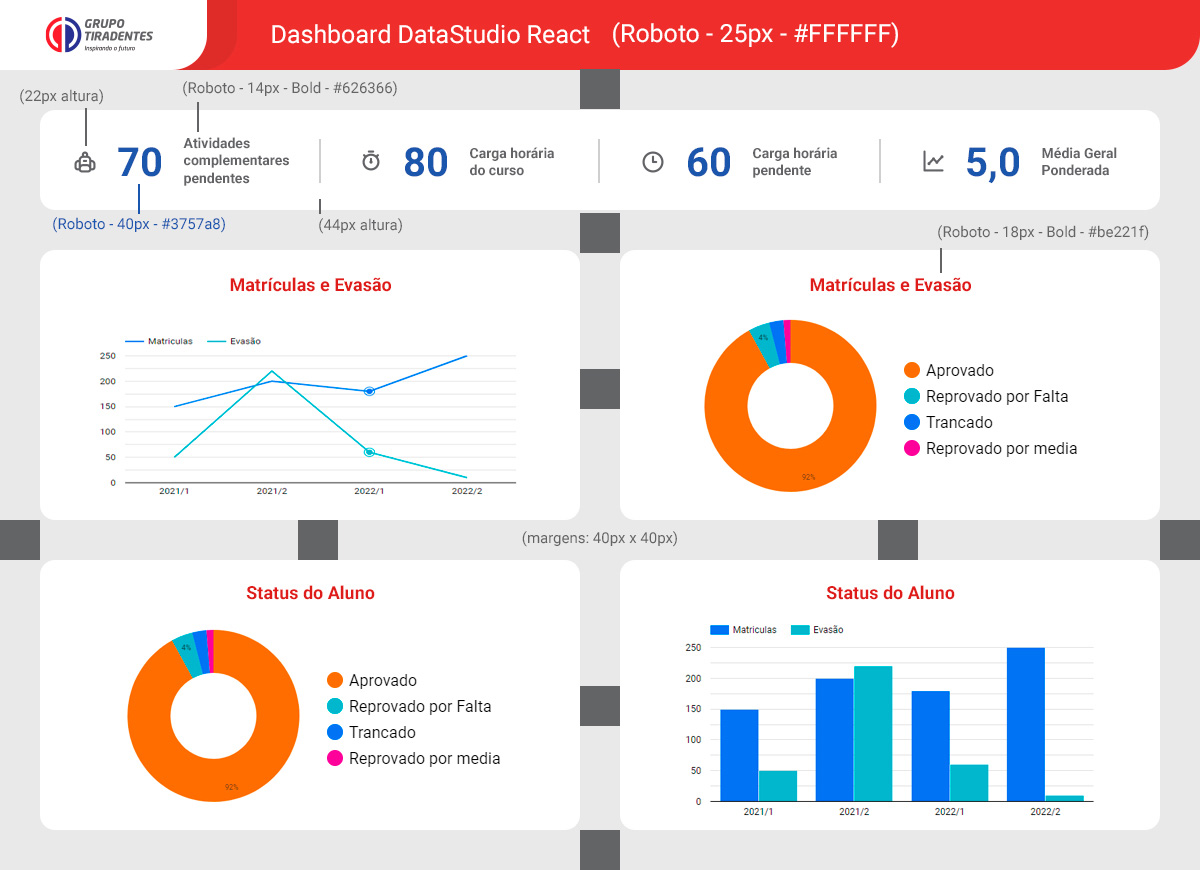 GRUPO
TIRADENTES
Inspirando o futuro
Dashboard DataStudio React (Roboto - 25px - #FFFFFF)
(22px altura)
(Roboto - 14px - Bold - #626366)
70
Atividades
complementares
pendentes
80
Carga horária
do curso
60
Carga horária
pendente
5,0
Média Geral
Ponderada
(Roboto - 40px - #3757a8)
(44px altura)
(Roboto - 18px - Bold - #be221f)
Matrículas e Evasão
Matriculas
Evasão
250
200
150
100
50
0
2021/1
2021/2
2022/1
2022/2
Matrículas e Evasão
4%
92%
Aprovado
Reprovado por Falta
Trancado
Reprovado por media
(margens: 40px x 40px)
Status do Aluno
4%
92%
Aprovado
Reprovado por Falta
Trancado
Reprovado por media
Status do Aluno
Matriculas
Evasão
250
200
150
100
50
0
2021/1
2021/2
2022/1
2022/2